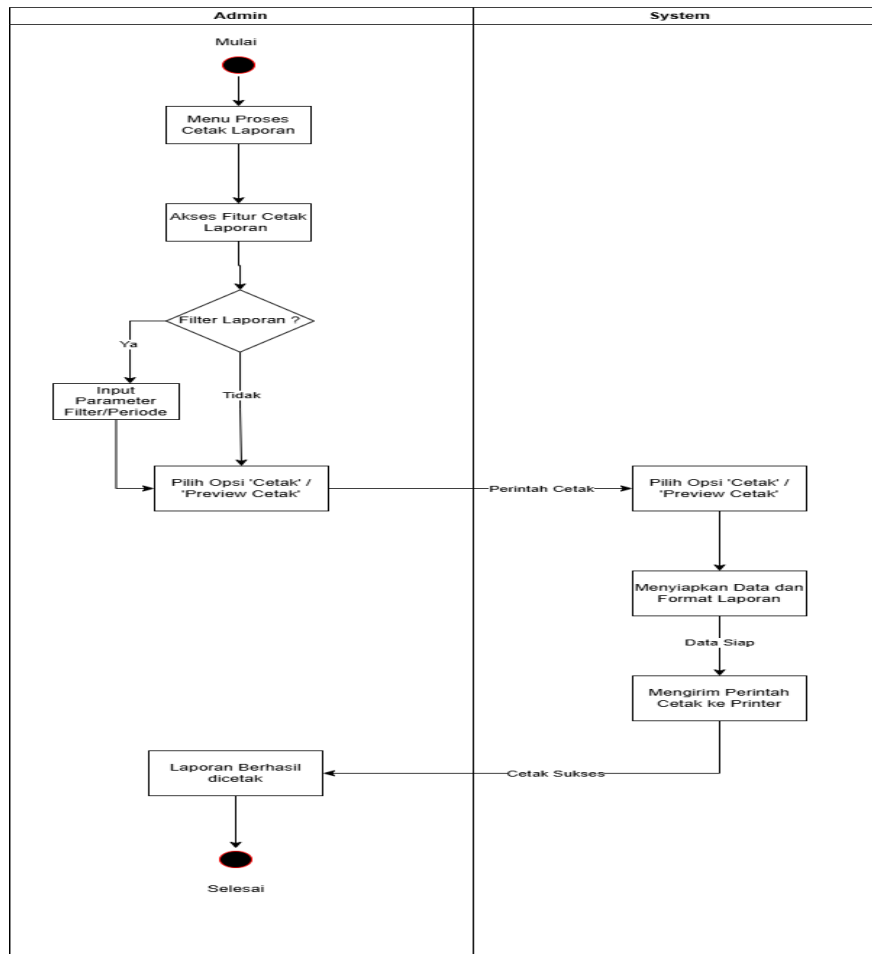 Admin
System
Mulai
Menu Proses
Cetak Laporan
Akses Fitur Cetak
Laporan
Filter Laporan ?
Ya
Input
Parameter
Filter/Periode
Tidak
Pilih Opsi 'Cetak' /
'Preview Cetak'
Perintah Cetak
Pilih Opsi 'Cetak' /
'Preview Cetak'
Menyiapkan Data dan
Format Laporan
Data Siap
Mengirim Perintah
Cetak ke Printer
Cetak Sukses
Laporan Berhasil
dicetak
Selesai